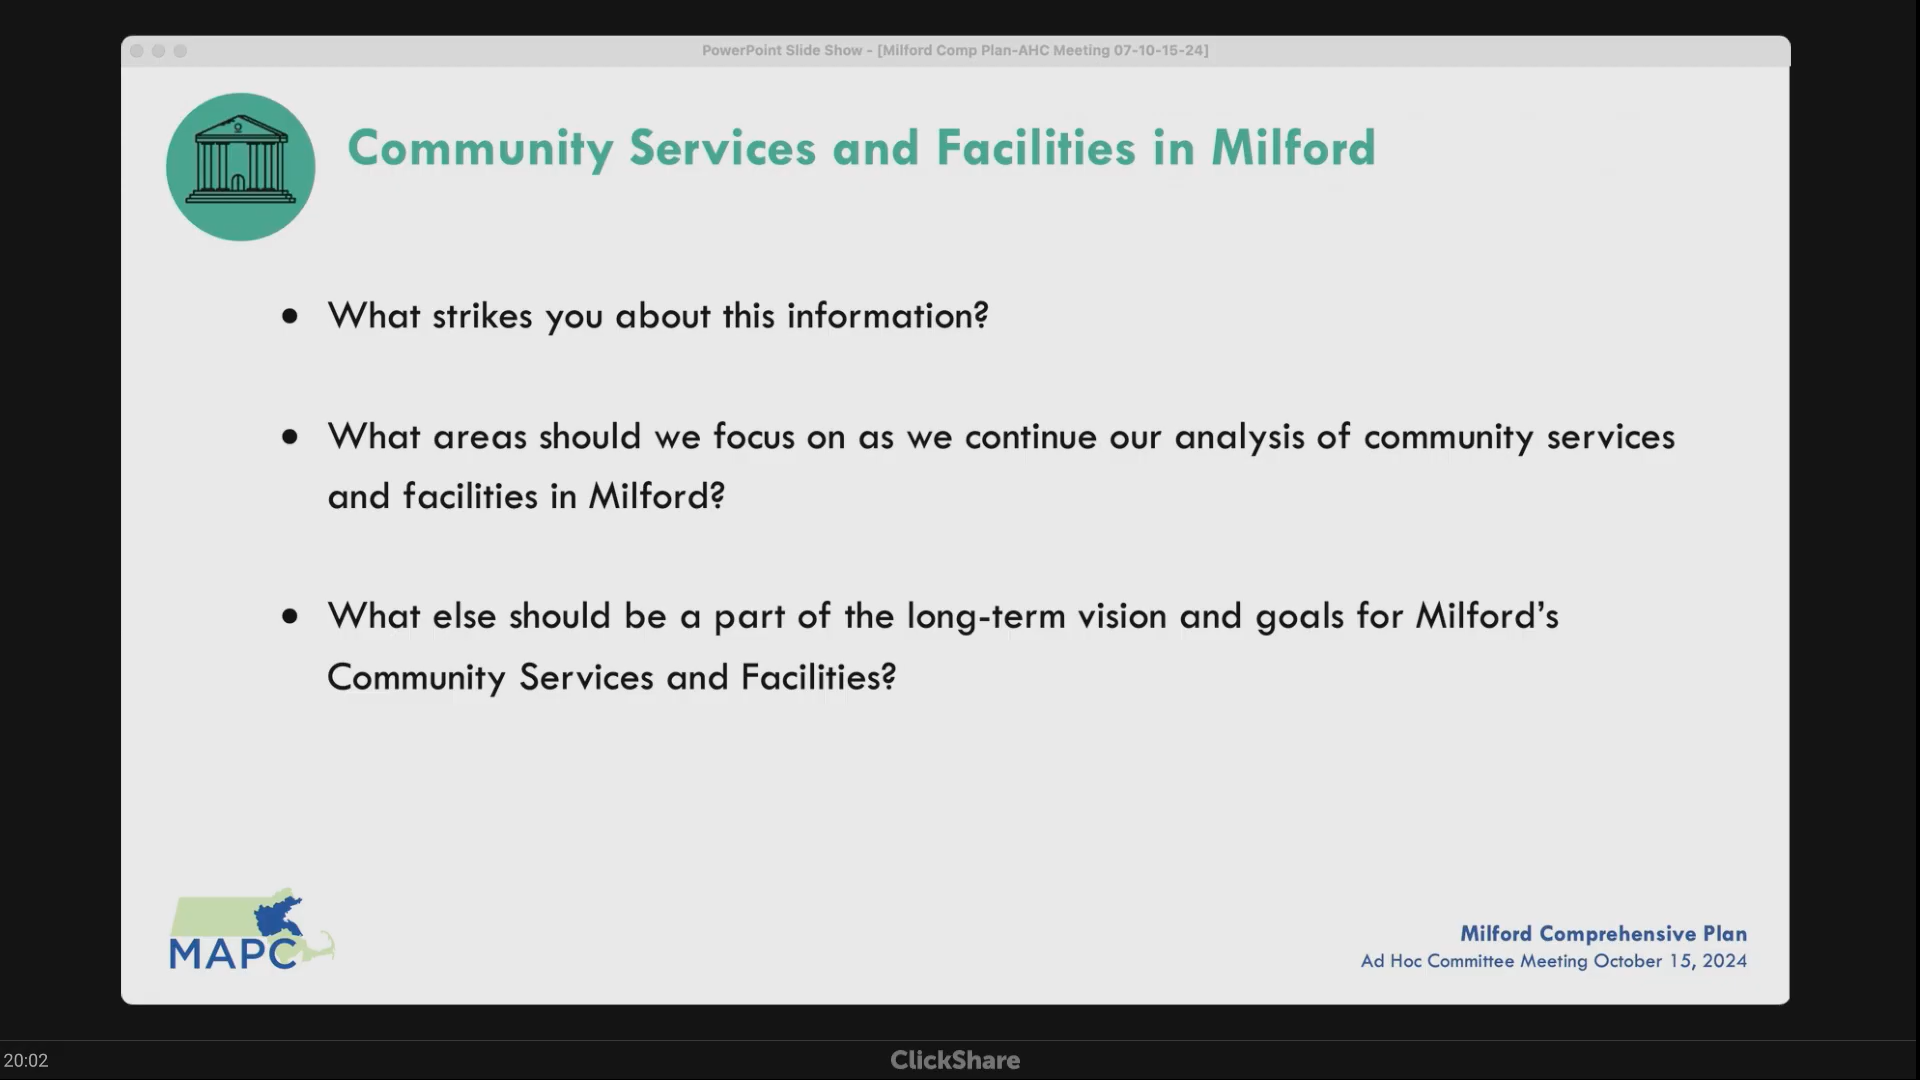 PowerPoint Slide Show - [Milford Comp Plan-AHC Meeting 07-10-15-24]
Community Services and Facilities in Milford
• What strikes you about this information?
• What areas should we focus on as we continue our analysis of community services
and facilities in Milford?
• What else should be a part of the long-term vision and goals for Milford’s
Community Services and Facilities?
MAPC
Milford Comprehensive Plan
Ad Hoc Committee Meeting October 15, 2024
20:02
ClickShare